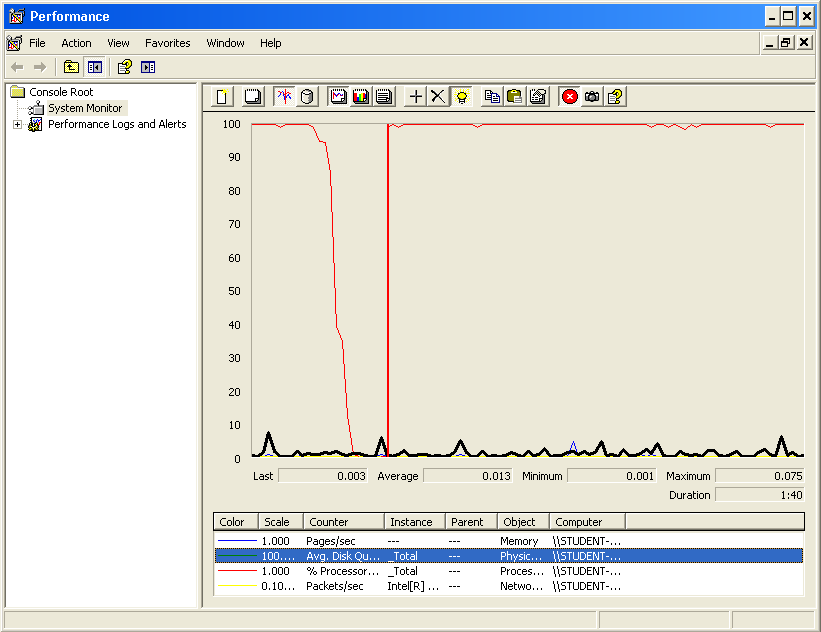 Performance
File Action View Favorites Window Help
Console Root
System Monitor
Performance Logs and Alerts
100
90
80
70
60
50
40
30
20
10
0
Last 0.003 Average 0.013 Minimum 0.001 Maximum 0.075
Duration 1:40
Color Scale Counter Instance Parent Object Computer
1.000 Pages/sec --- --- Memory \\STUDENT-...
100.... Avg. Disk Qu... _Total --- Physic... \\STUDENT-...
1.000 % Processor... _Total --- Proces... \\STUDENT-...
0.10... Packets/sec Intel[R] ... --- Netwo... \\STUDENT-...